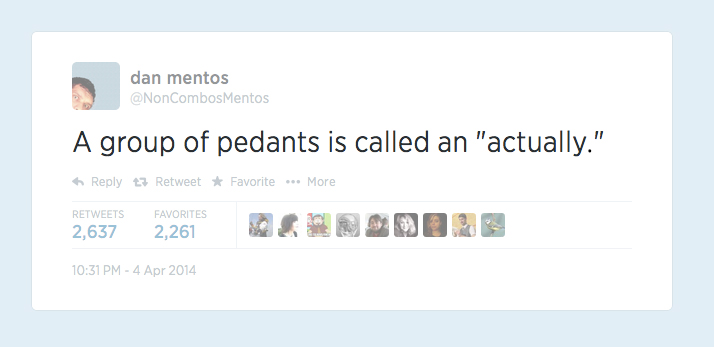 dan mentos
@NonCombosMentos
A group of pedants is called an "actually."
Reply Retweet Favorite More
RETWEETS FAVORITES
2,637 2,261
10:31 PM - 4 Apr 2014